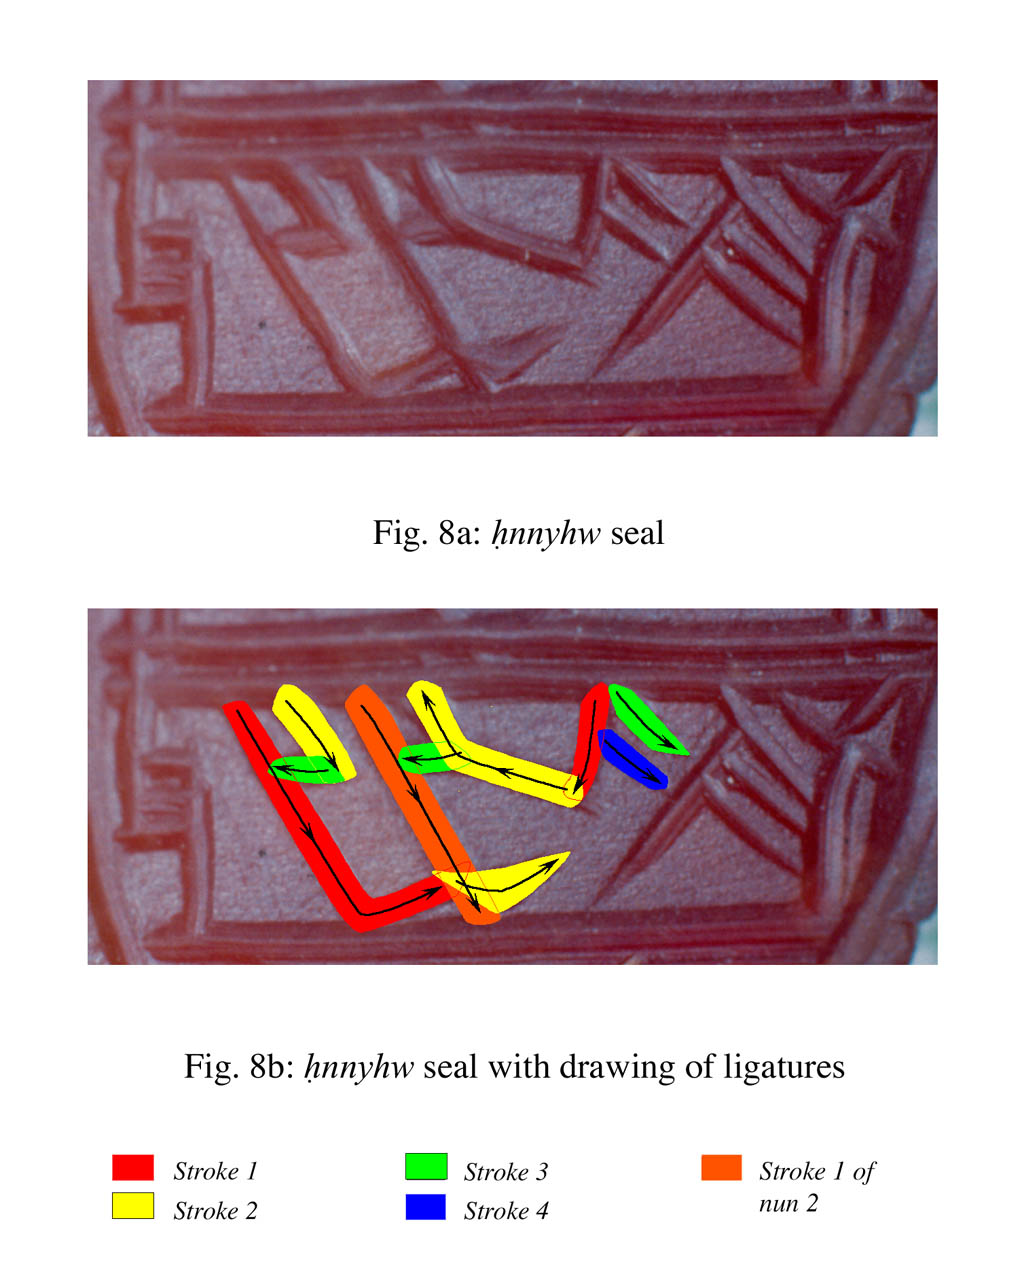 Fig. 8a: ḥnnyhw seal
Fig. 8b: ḥnnyhw seal with drawing of ligatures
Stroke 1
Stroke 2
Stroke 3
Stroke 4
Stroke 1 of
nun 2